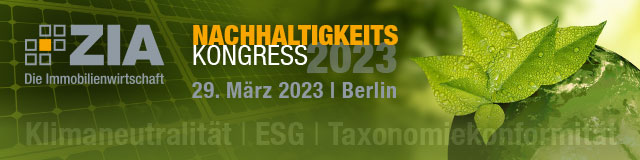 ZIA
Die Immobilienwirtschaft
NACHHALTIGKEITS
KONGRESS 2023
29. März 2023 | Berlin
Klimaneutralität | ESG | Taxonomiekonformität